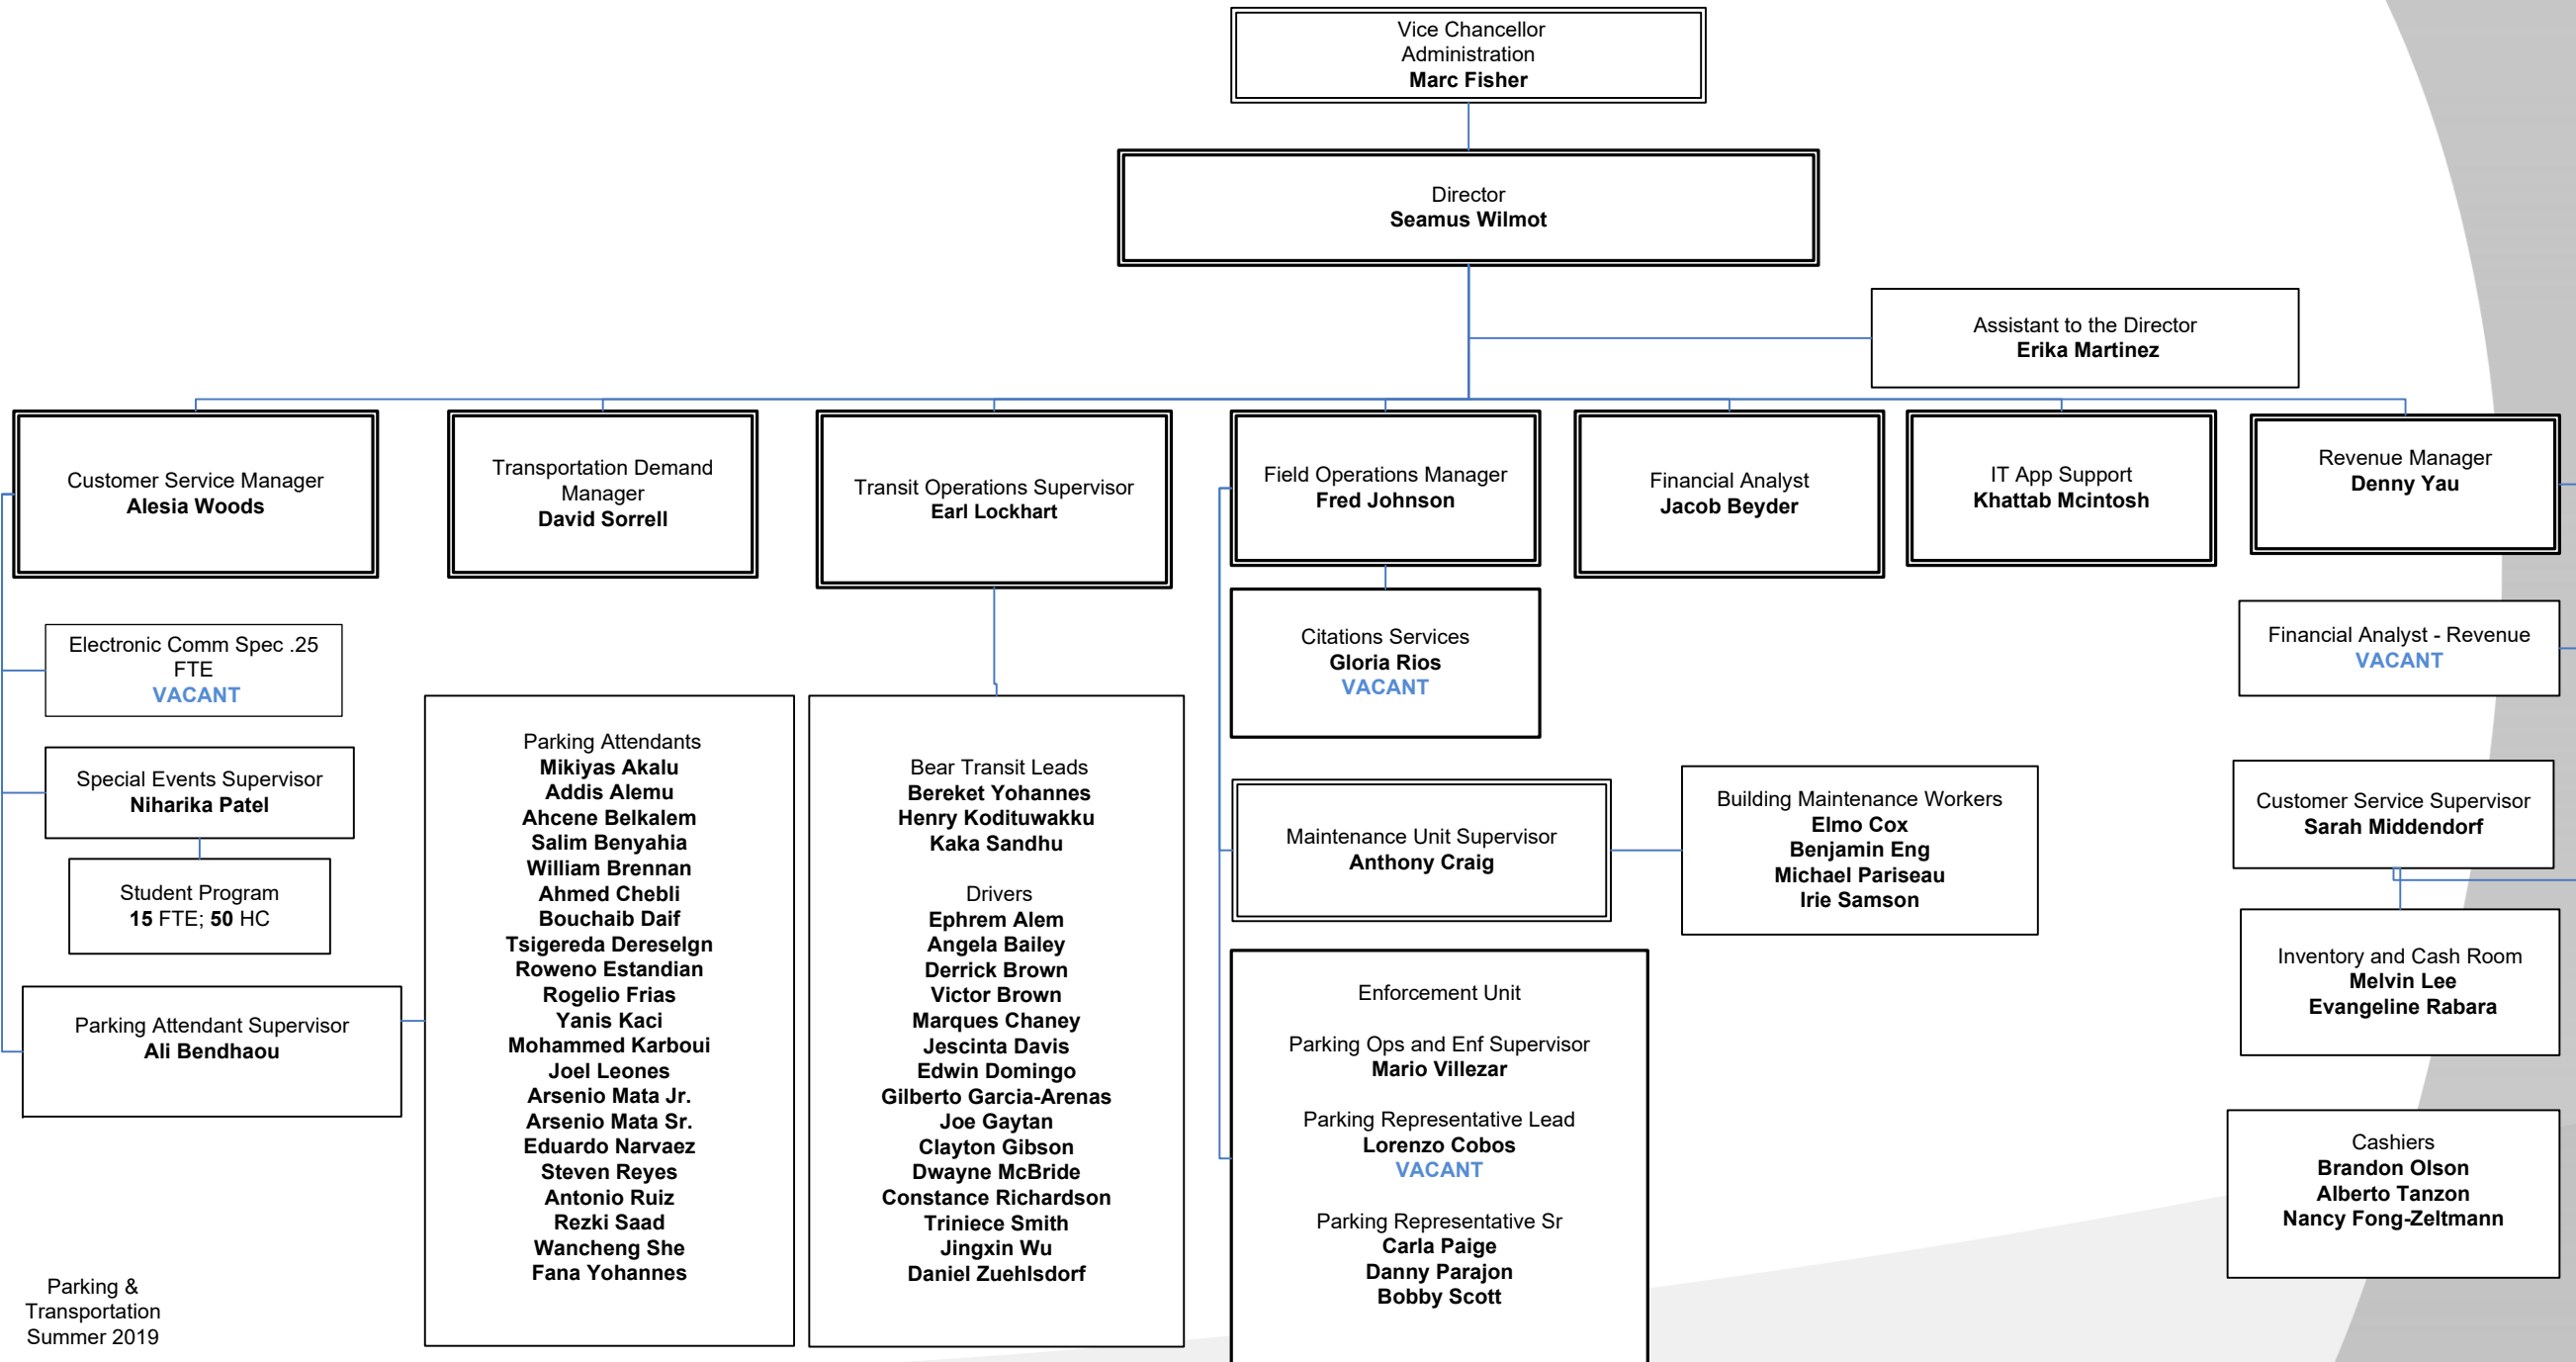 Vice Chancellor
Administration
Marc Fisher
Director
Seamus Wilmot
Assistant to the Director
Erika Martinez
Customer Service Manager
Alesia Woods
Transportation Demand
Manager
David Sorrell
Transit Operations Supervisor
Earl Lockhart
Field Operations Manager
Fred Johnson
Financial Analyst
Jacob Beyder
IT App Support
Khattab Mcintosh
Revenue Manager
Denny Yau
Electronic Comm Spec .25
FTE
VACANT
Special Events Supervisor
Niharika Patel
Student Program
15 FTE; 50 HC
Parking Attendant Supervisor
Ali Bendhaou
Parking Attendants
Mikiyas Akalu
Addis Alemu
Ahcene Belkalem
Salim Benyahia
William Brennan
Ahmed Chebli
Bouchaib Daif
Tsigereda Dereselgn
Roweno Estandian
Rogelio Frias
Yanis Kaci
Mohammed Karboui
Joel Leones
Arsenio Mata Jr.
Arsenio Mata Sr.
Eduardo Narvaez
Steven Reyes
Antonio Ruiz
Rezki Saad
Wancheng She
Fana Yohannes
Bear Transit Leads
Bereket Yohannes
Henry Kodituwakku
Kaka Sandhu
Drivers
Ephrem Alem
Angela Bailey
Derrick Brown
Victor Brown
Marques Chaney
Jescinta Davis
Edwin Domingo
Gilberto Garcia-Arenas
Joe Gaytan
Clayton Gibson
Dwayne McBride
Constance Richardson
Triniece Smith
Jingxin Wu
Daniel Zuehlsdorf
Citations Services
Gloria Rios
VACANT
Maintenance Unit Supervisor
Anthony Craig
Building Maintenance Workers
Elmo Cox
Benjamin Eng
Michael Pariseau
Irie Samson
Enforcement Unit
Parking Ops and Enf Supervisor
Mario Villezar
Parking Representative Lead
Lorenzo Cobos
VACANT
Parking Representative Sr
Carla Paige
Danny Parajon
Bobby Scott
Financial Analyst - Revenue
VACANT
Customer Service Supervisor
Sarah Middendorf
Inventory and Cash Room
Melvin Lee
Evangeline Rabara
Cashiers
Brandon Olson
Alberto Tanzon
Nancy Fong-Zeltmann
Parking &
Transportation
Summer 2019